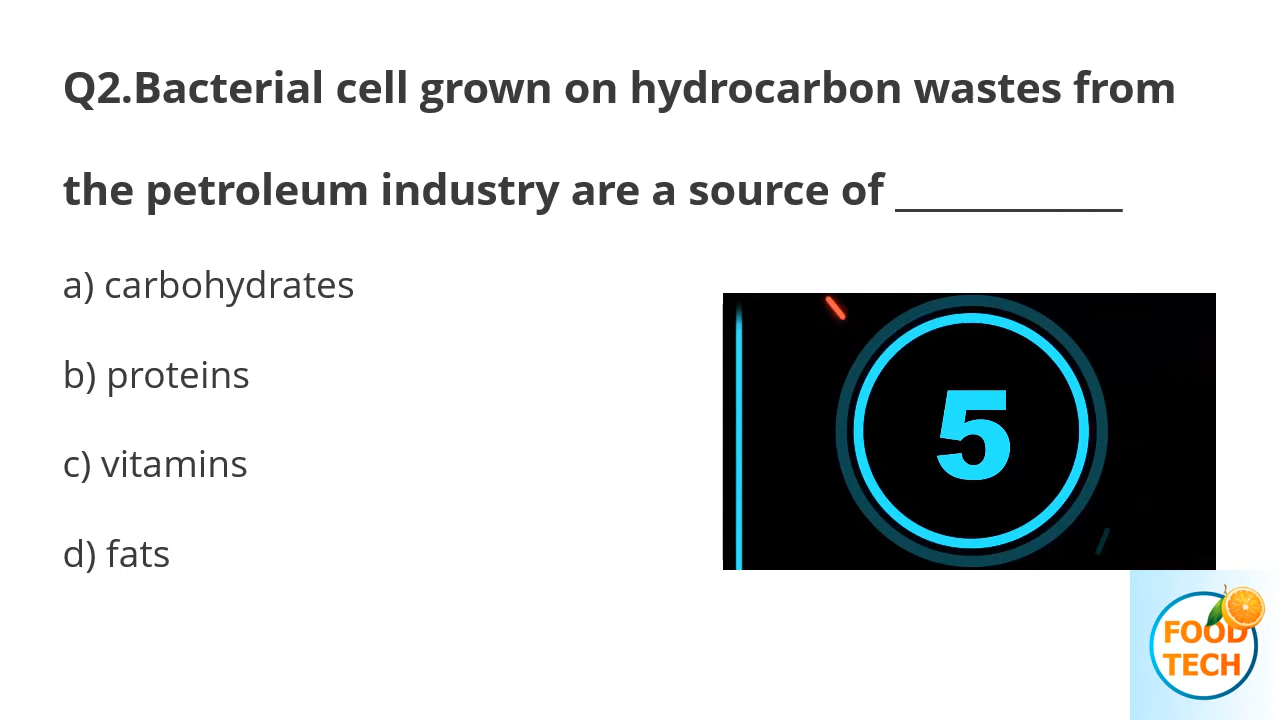 Q2.Bacterial cell grown on hydrocarbon wastes from
the petroleum industry are a source of _____________
a) carbohydrates
b) proteins
c) vitamins
d) fats
5
FOOD
TECH